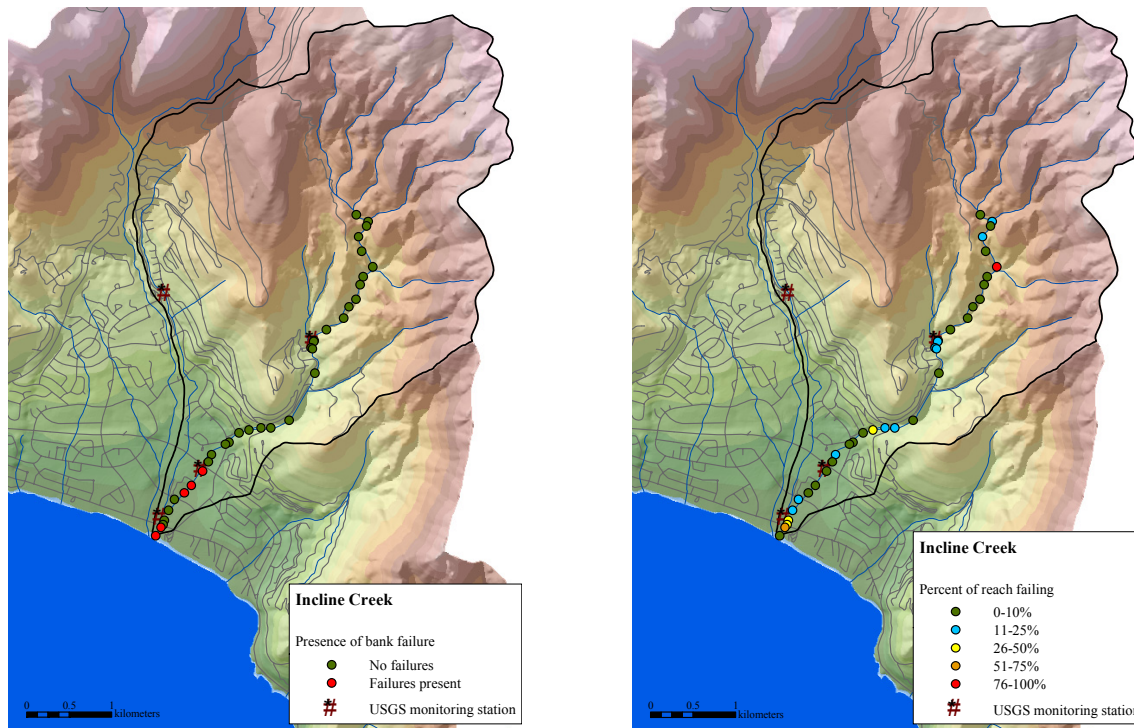 Incline Creek
Presence of bank failure
No failures
Failures present
USGS monitoring station
0 0.5 1
kilometers
Incline Creek
Percent of reach failing
0-10%
11-25%
26-50%
51-75%
76-100%
USGS monitoring station
0 0.5 1
kilometers